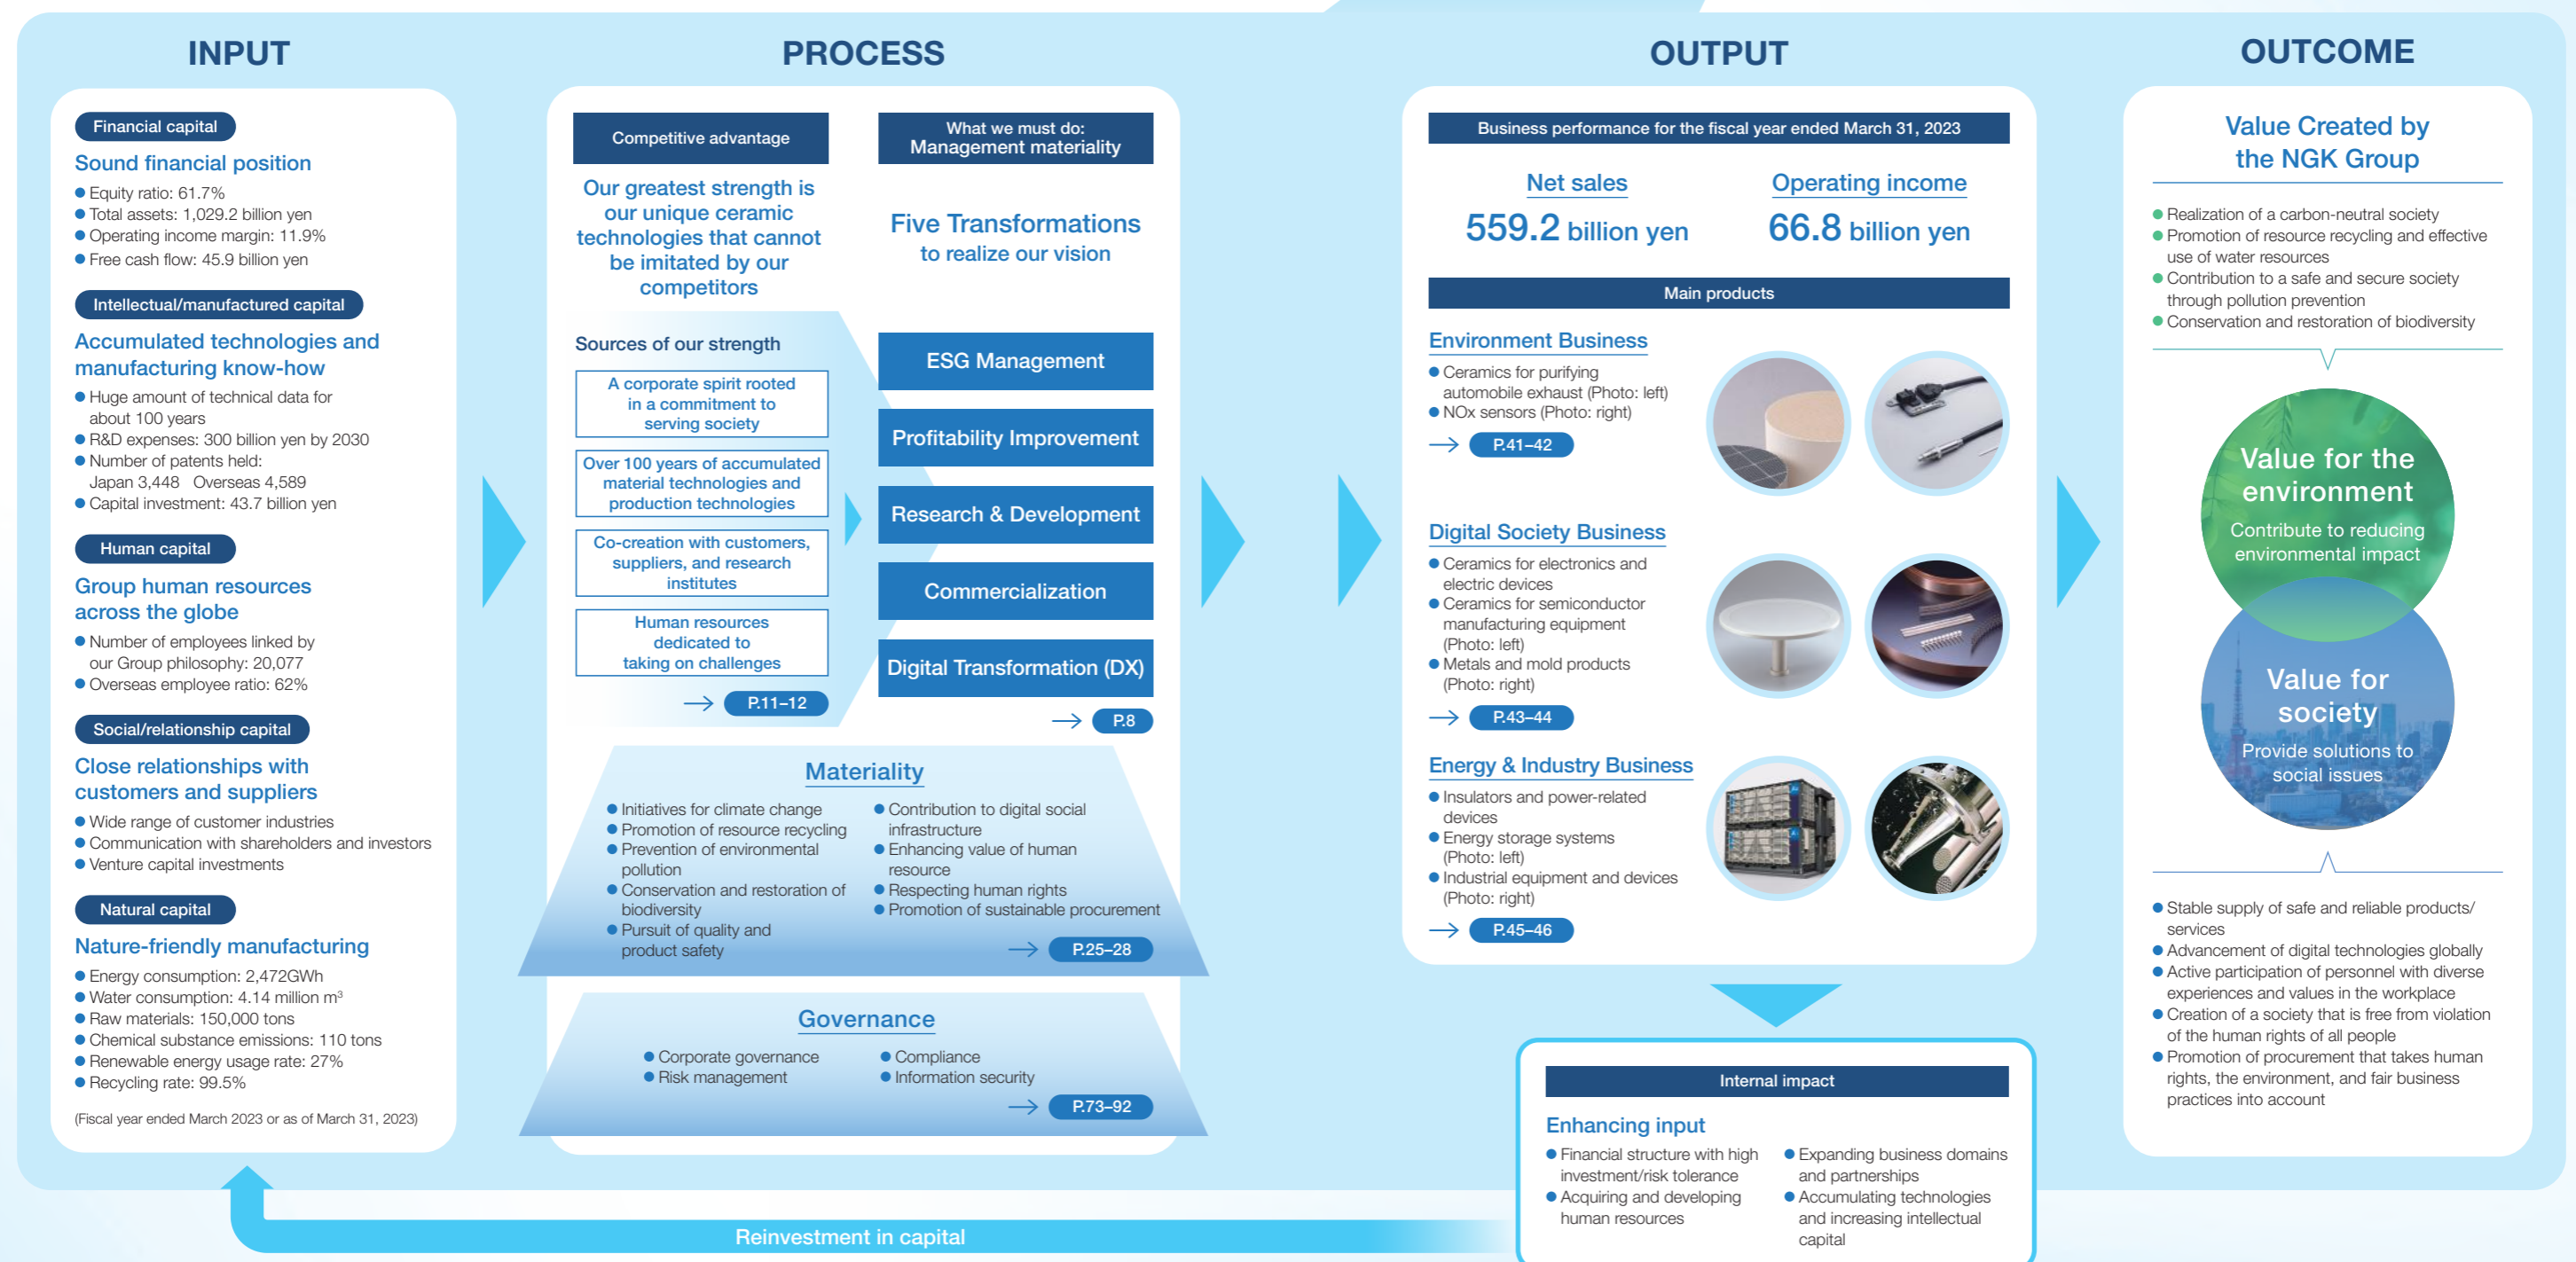 INPUT
Financial capital
Sound financial position
● Equity ratio: 61.7%
● Total assets: 1,029.2 billion yen
● Operating income margin: 11.9%
● Free cash flow: 45.9 billion yen
Intellectual/manufactured capital
Accumulated technologies and
manufacturing know-how
● Huge amount of technical data for
about 100 years
● R&D expenses: 300 billion yen by 2030
● Number of patents held:
Japan 3,448 Overseas 4,589
● Capital investment: 43.7 billion yen
Human capital
Group human resources
across the globe
● Number of employees linked by
our Group philosophy: 20,077
● Overseas employee ratio: 62%
Social/relationship capital
Close relationships with
customers and suppliers
● Wide range of customer industries
● Communication with shareholders and investors
● Venture capital investments
Natural capital
Nature-friendly manufacturing
● Energy consumption: 2,472GWh
● Water consumption: 4.14 million m³
● Raw materials: 150,000 tons
● Chemical substance emissions: 110 tons
● Renewable energy usage rate: 27%
● Recycling rate: 99.5%
(Fiscal year ended March 2023 or as of March 31, 2023)
PROCESS
Competitive advantage
Our greatest strength is
our unique ceramic
technologies that cannot
be imitated by our
competitors
Sources of our strength
A corporate spirit rooted
in a commitment to
serving society
Over 100 years of accumulated
material technologies and
production technologies
Co-creation with customers,
suppliers, and research
institutes
Human resources
dedicated to
taking on challenges
P.11–12
What we must do:
Management materiality
Five Transformations
to realize our vision
ESG Management
Profitability Improvement
Research & Development
Commercialization
Digital Transformation (DX)
P.8
Materiality
● Initiatives for climate change
● Promotion of resource recycling
● Prevention of environmental
pollution
● Conservation and restoration of
biodiversity
● Pursuit of quality and
product safety
● Contribution to digital social
infrastructure
● Enhancing value of human
resource
● Respecting human rights
● Promotion of sustainable procurement
P.25–28
Governance
● Corporate governance
● Risk management
● Compliance
● Information security
P.73–92
OUTPUT
Business performance for the fiscal year ended March 31, 2023
Net sales
559.2 billion yen
Operating income
66.8 billion yen
Main products
Environment Business
● Ceramics for purifying
automobile exhaust (Photo: left)
● NOx sensors (Photo: right)
P.41–42
Digital Society Business
● Ceramics for electronics and
electric devices
● Ceramics for semiconductor
manufacturing equipment
(Photo: left)
● Metals and mold products
(Photo: right)
P.43–44
Energy & Industry Business
● Insulators and power-related
devices
● Energy storage systems
(Photo: left)
● Industrial equipment and devices
(Photo: right)
P.45–46
Internal impact
Enhancing input
● Financial structure with high
investment/risk tolerance
● Acquiring and developing
human resources
● Expanding business domains
and partnerships
● Accumulating technologies
and increasing intellectual
capital
Reinvestment in capital
OUTCOME
Value Created by
the NGK Group
● Realization of a carbon-neutral society
● Promotion of resource recycling and effective
use of water resources
● Contribution to a safe and secure society
through pollution prevention
● Conservation and restoration of biodiversity
Value for the
environment
Contribute to reducing
environmental impact
Value for
society
Provide solutions to
social issues
● Stable supply of safe and reliable products/
services
● Advancement of digital technologies globally
● Active participation of personnel with diverse
experiences and values in the workplace
● Creation of a society that is free from violation
of the human rights of all people
● Promotion of procurement that takes human
rights, the environment, and fair business
practices into account